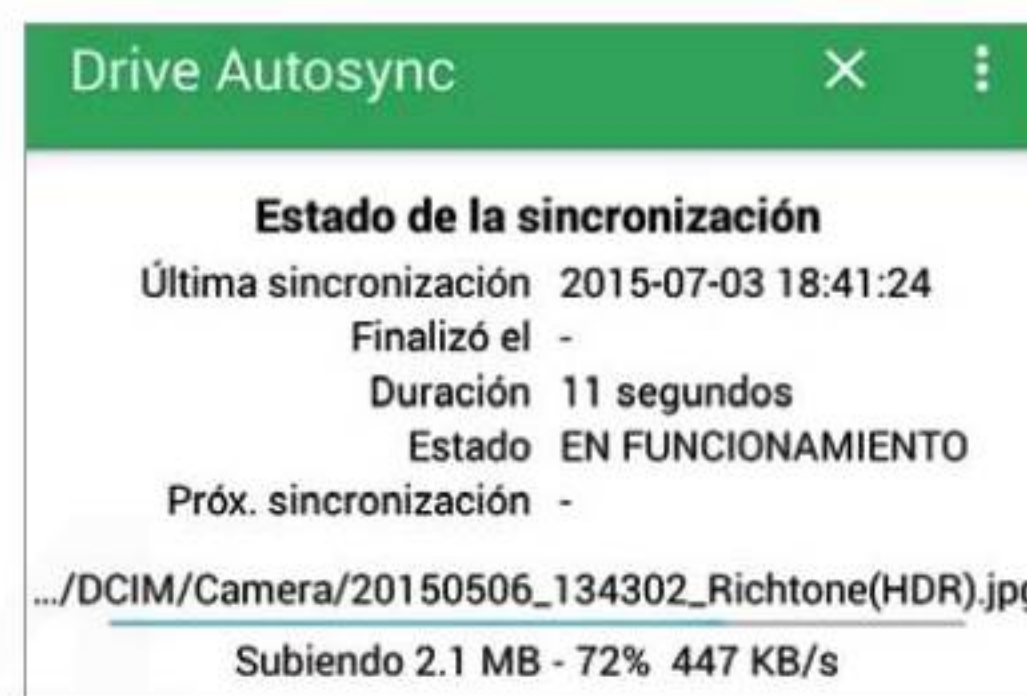 Drive Autosync
Estado de la sincronización
Última sincronización 2015-07-03 18:41:24
Finalizó el -
Duración 11 segundos
Estado EN FUNCIONAMIENTO
Próx. sincronización -
.../DCIM/Camera/20150506_134302_Richtone(HDR).jpg
Subiendo 2.1 MB - 72% 447 KB/s